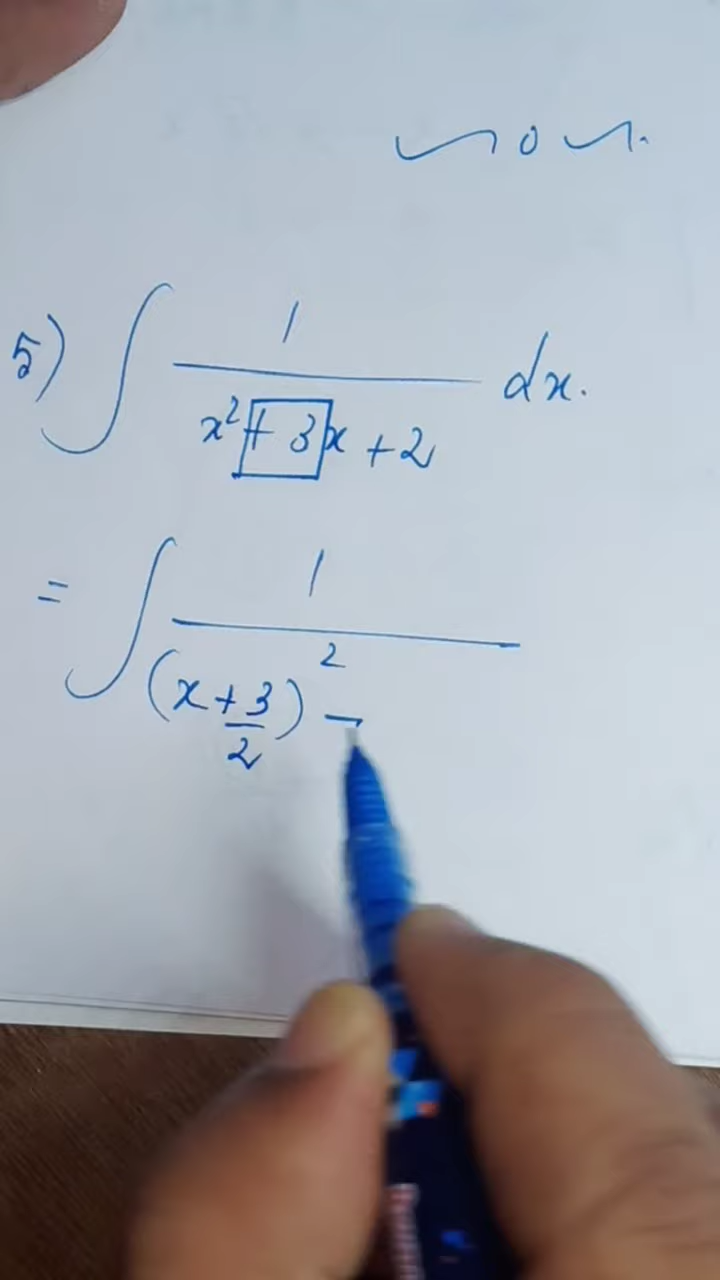 5) ∫ 1/(x² + 3x + 2) dx.
= ∫ 1/((x + 3/2)² −